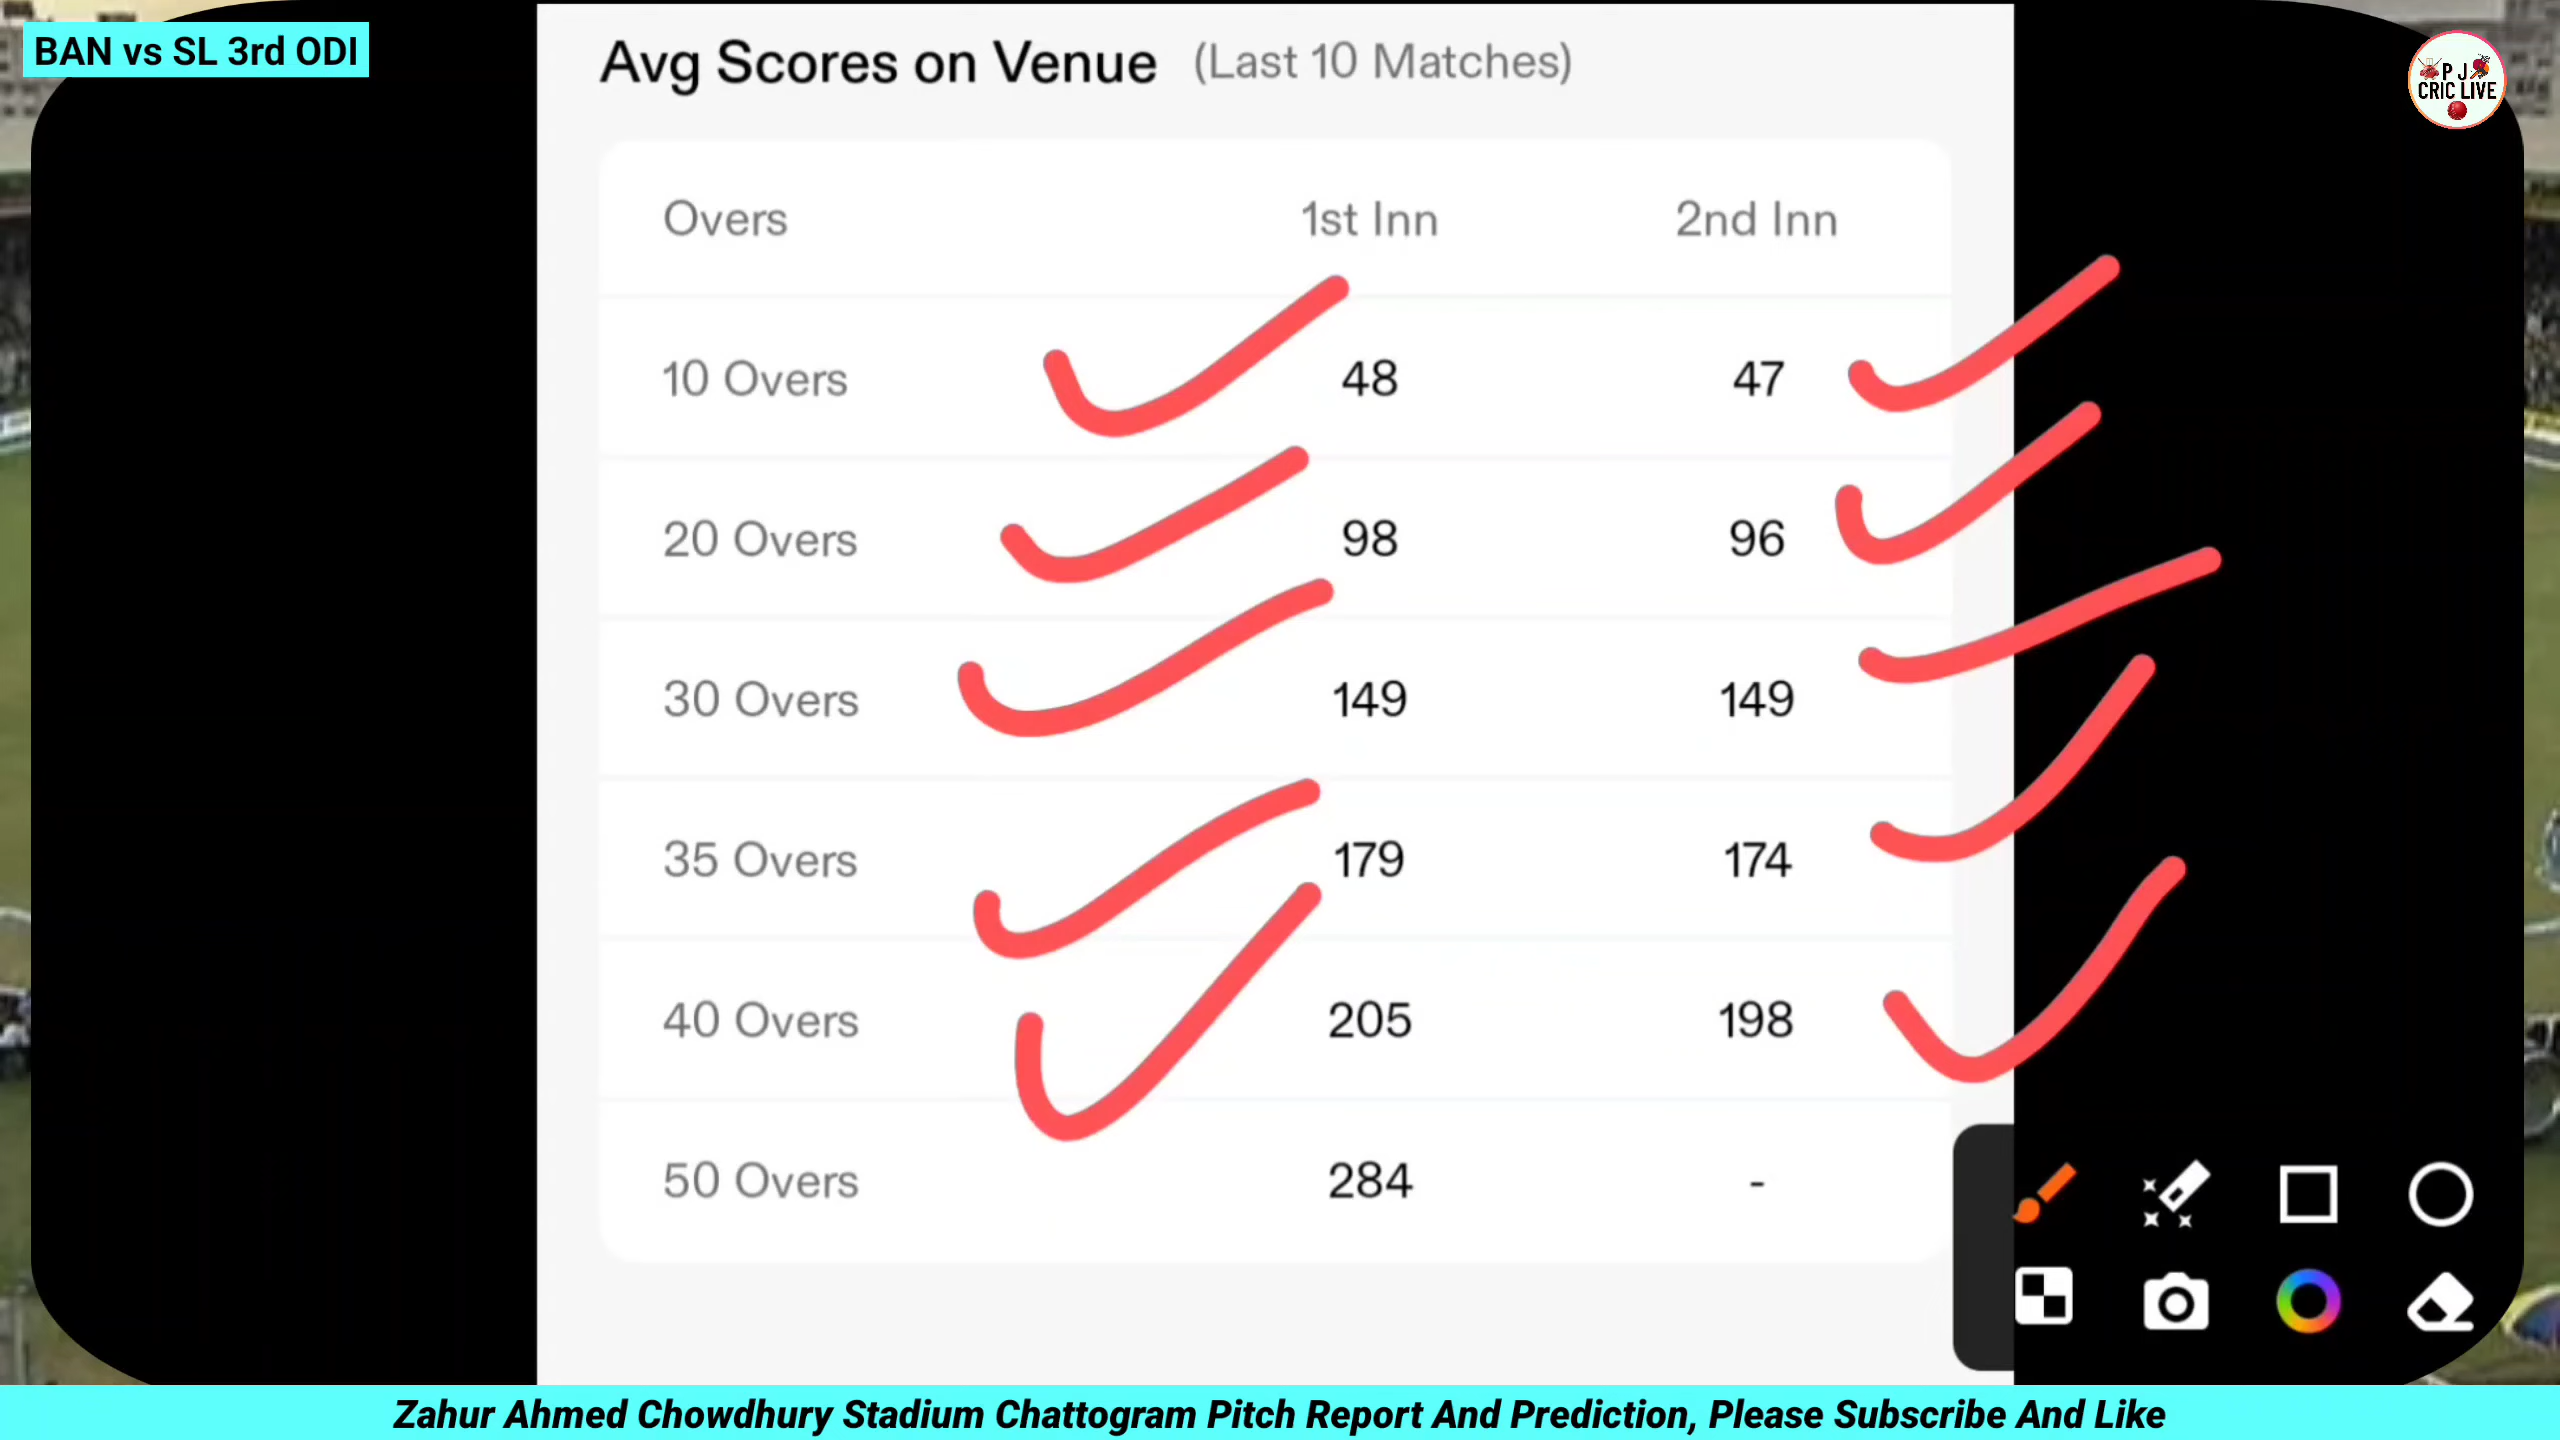 BAN vs SL 3rd ODI
Avg Scores on Venue (Last 10 Matches)
P J
CRIC LIVE
Overs 1st Inn 2nd Inn
10 Overs 48 47
20 Overs 98 96
30 Overs 149 149
35 Overs 179 174
40 Overs 205 198
50 Overs 284 -
Zahur Ahmed Chowdhury Stadium Chattogram Pitch Report And Prediction, Please Subscribe And Like